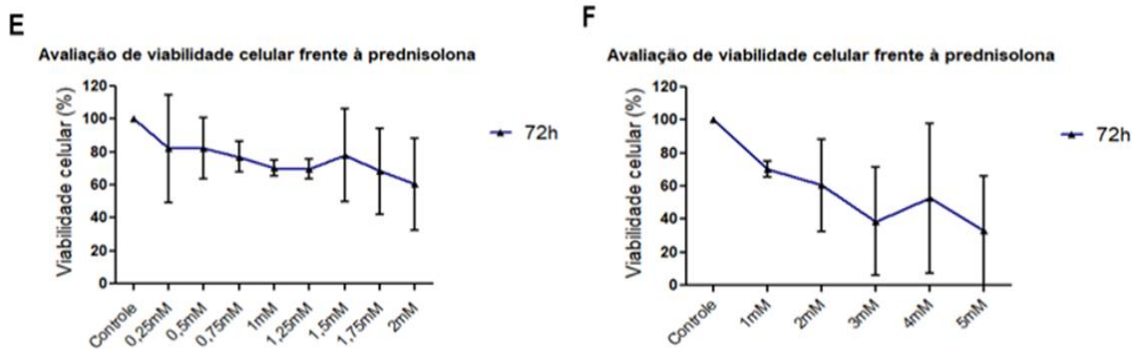 E
Avaliação de viabilidade celular frente à prednisolona
Viabilidade celular (%)
120
100
80
60
40
20
0
Controle
0,25mM
0,5mM
0,75mM
1mM
1,25mM
1,5mM
1,75mM
2mM
72h
F
Avaliação de viabilidade celular frente à prednisolona
Viabilidade celular (%)
120
100
80
60
40
20
0
Controle
1mM
2mM
3mM
4mM
5mM
72h